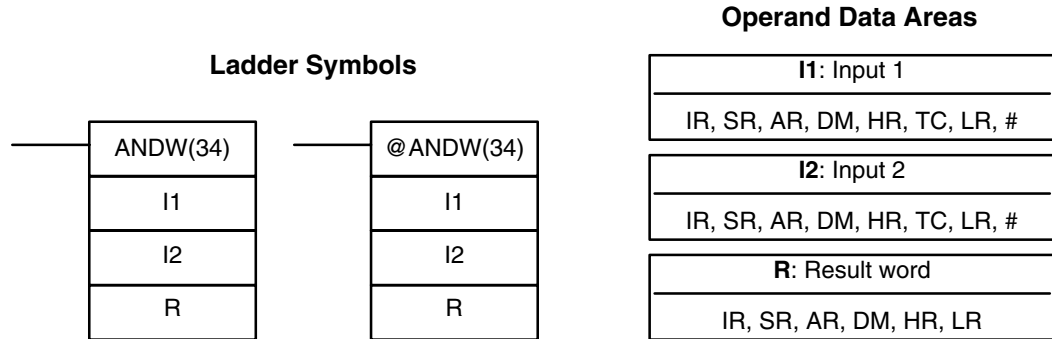 Ladder Symbols
ANDW(34)
I1
I2
R
@ANDW(34)
I1
I2
R
Operand Data Areas
I1: Input 1
IR, SR, AR, DM, HR, TC, LR, #
I2: Input 2
IR, SR, AR, DM, HR, TC, LR, #
R: Result word
IR, SR, AR, DM, HR, LR